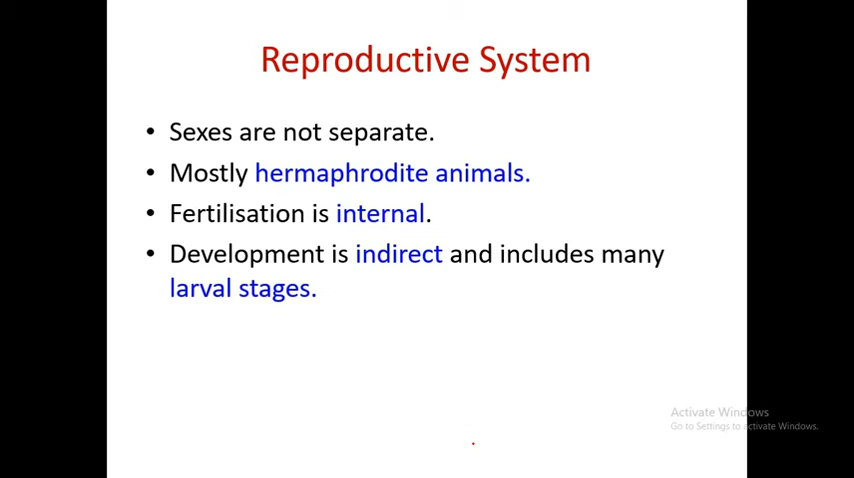 Reproductive System
• Sexes are not separate.
• Mostly hermaphrodite animals.
• Fertilisation is internal.
• Development is indirect and includes many
larval stages.
Activate Windows
Go to Settings to activate Windows.